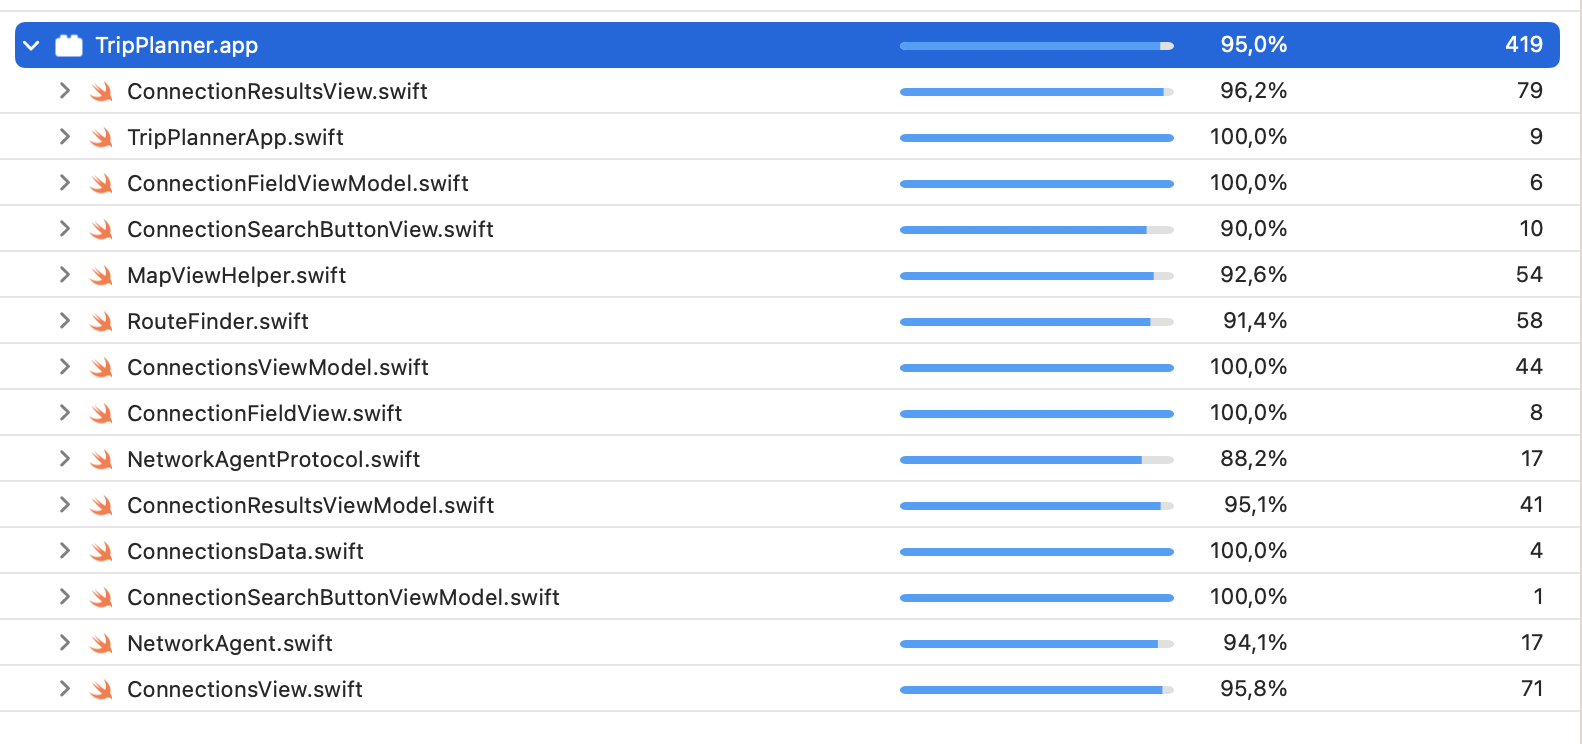 TripPlanner.app 95,0% 419
ConnectionResultsView.swift 96,2% 79
TripPlannerApp.swift 100,0% 9
ConnectionFieldViewModel.swift 100,0% 6
ConnectionSearchButtonView.swift 90,0% 10
MapViewHelper.swift 92,6% 54
RouteFinder.swift 91,4% 58
ConnectionsViewModel.swift 100,0% 44
ConnectionFieldView.swift 100,0% 8
NetworkAgentProtocol.swift 88,2% 17
ConnectionResultsViewModel.swift 95,1% 41
ConnectionsData.swift 100,0% 4
ConnectionSearchButtonViewModel.swift 100,0% 1
NetworkAgent.swift 94,1% 17
ConnectionsView.swift 95,8% 71